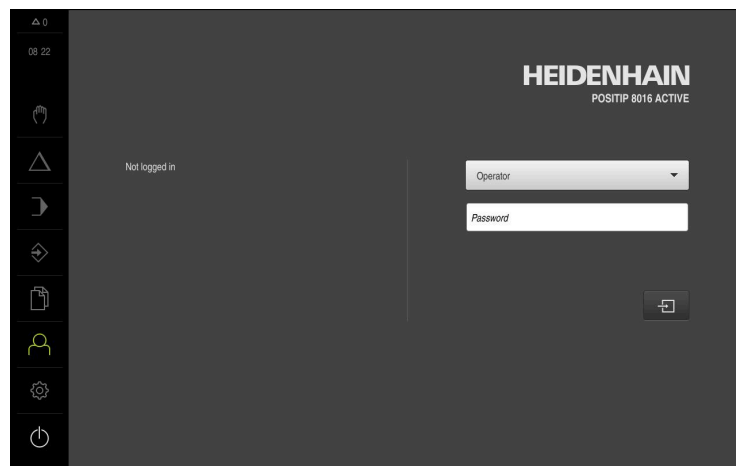 0
08 22
HEIDENHAIN
POSITIP 8016 ACTIVE
Not logged in
Operator
Password